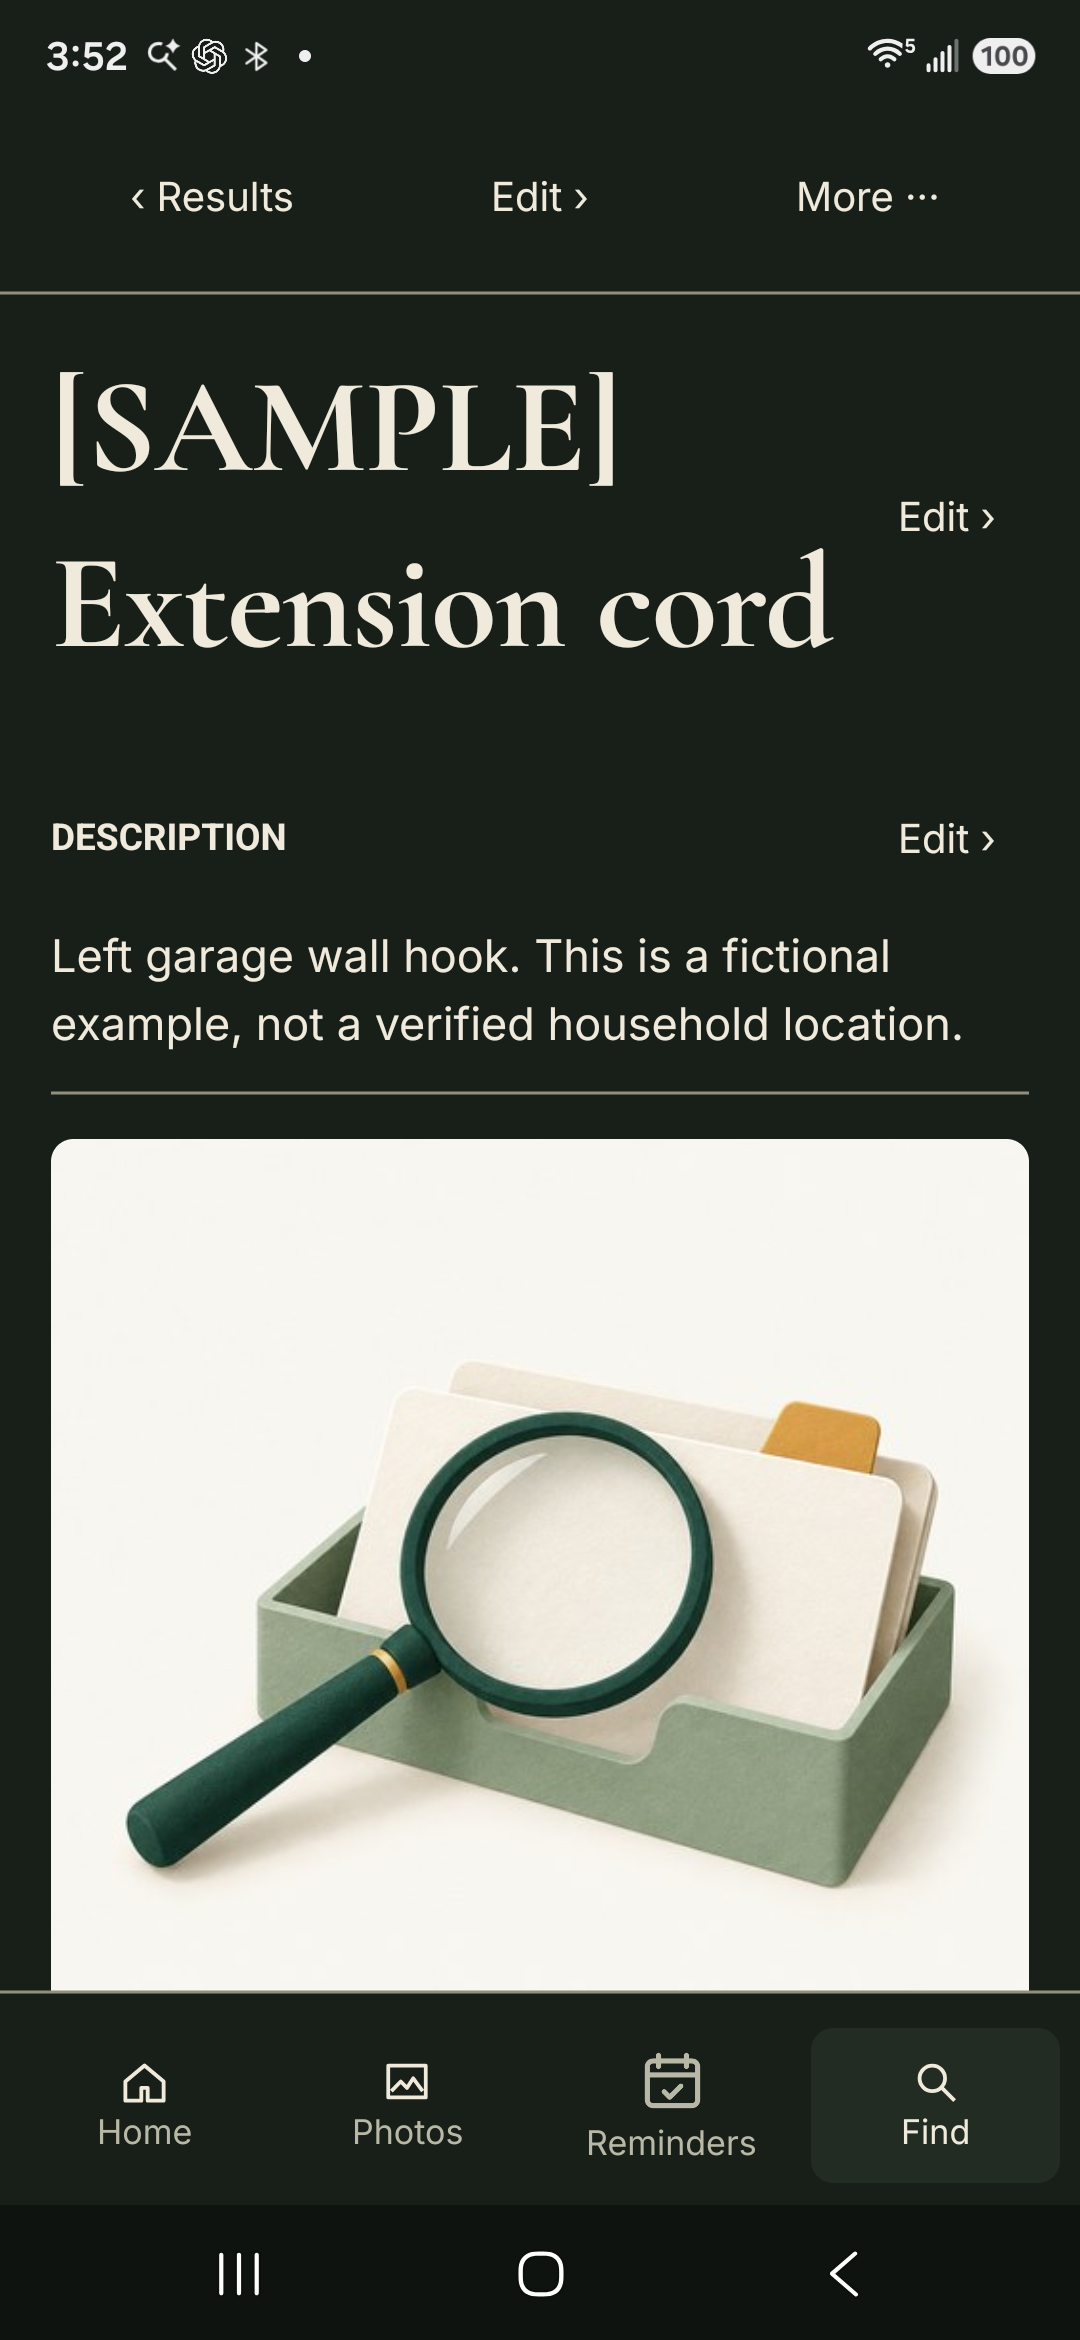 3:52
5
100
‹ Results
Edit ›
More ···
[SAMPLE]
Edit ›
Extension cord
DESCRIPTION
Edit ›
Left garage wall hook. This is a fictional
example, not a verified household location.
Home
Photos
Reminders
Find